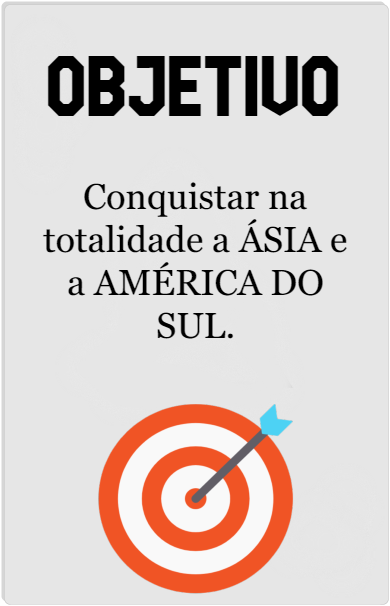 OBJETIVO
Conquistar na
totalidade a ÁSIA e
a AMÉRICA DO
SUL.